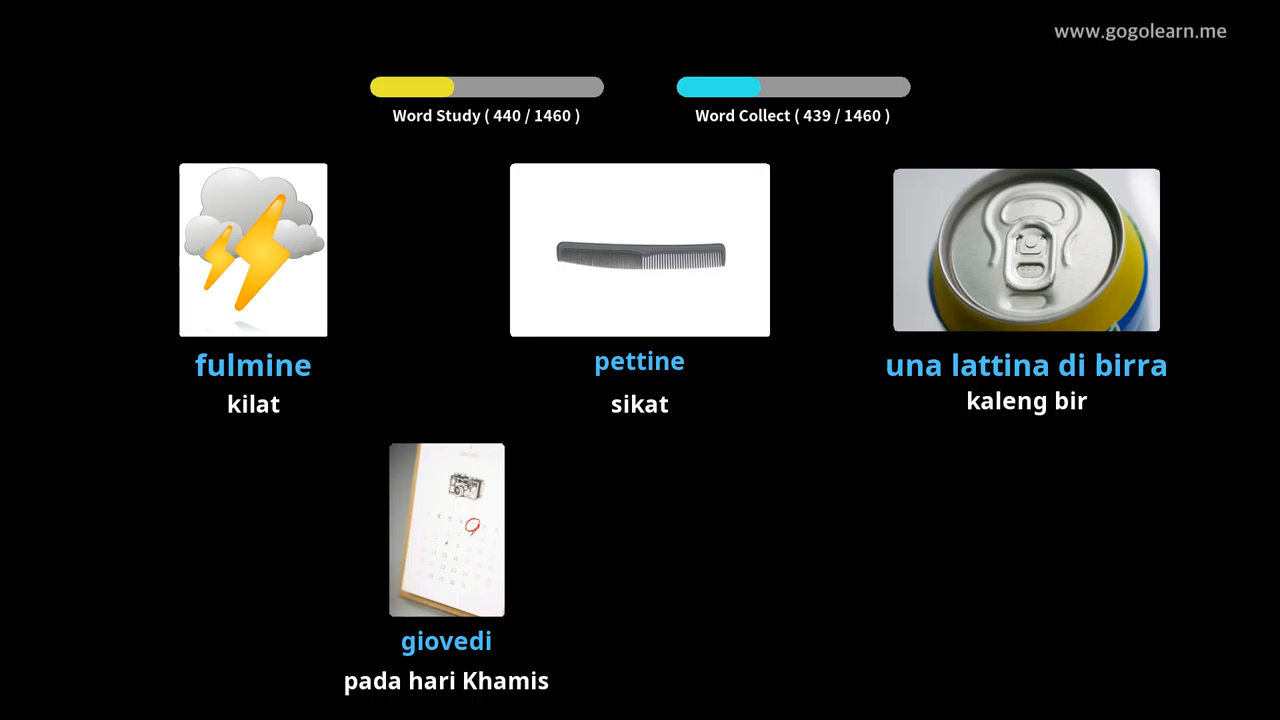 www.gogolearn.me
Word Study ( 440 / 1460 )
Word Collect ( 439 / 1460 )
fulmine
kilat
pettine
sikat
una lattina di birra
kaleng bir
giovedi
pada hari Khamis